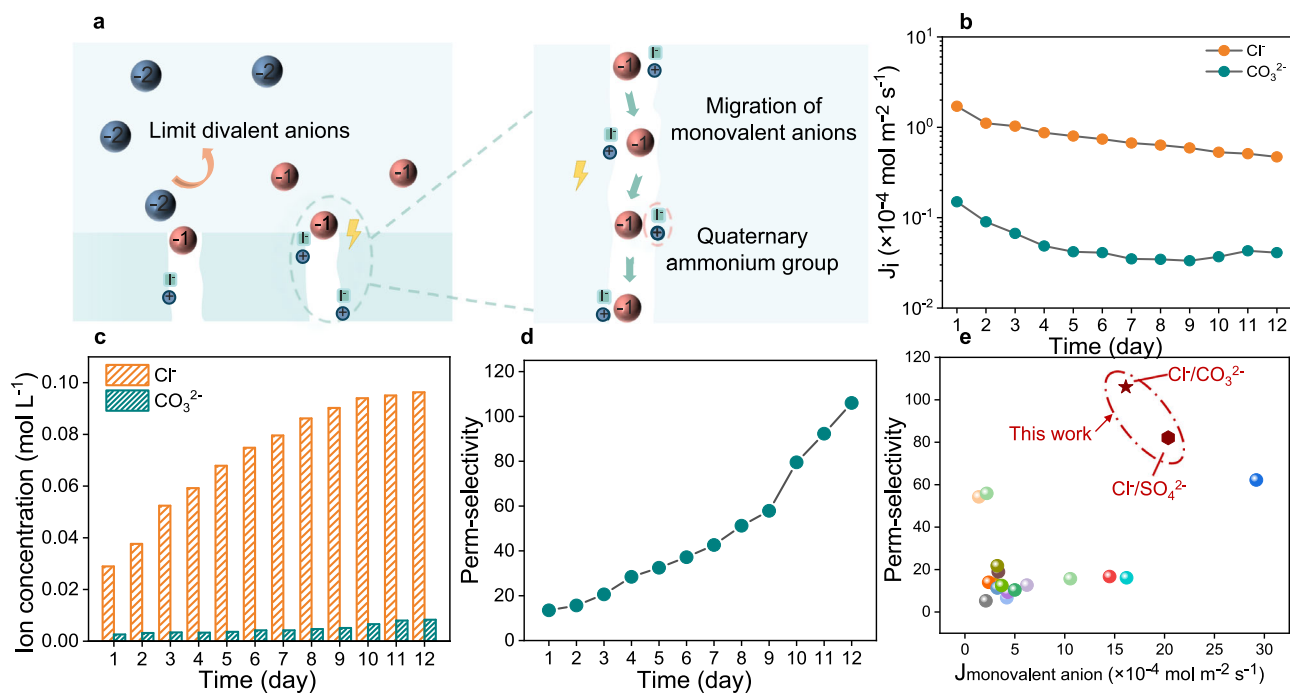 a
-2
-2
-2
Limit divalent anions
-1
-1
-2
-1
-1
I-
+
I-
+
I-
+
-1
I-
+
Migration of
monovalent anions
I-
-1
+
-1
I-
+
Quaternary
ammonium group
I-
+
-1
b
Jᵢ (×10⁻⁴ mol m⁻² s⁻¹)
10¹
10⁰
10⁻¹
10⁻²
Cl⁻
CO₃²⁻
1 2 3 4 5 6 7 8 9 10 11 12
Time (day)
c
Ion concentration (mol L⁻¹)
0.10
0.08
0.06
0.04
0.02
0.00
Cl⁻
CO₃²⁻
1 2 3 4 5 6 7 8 9 10 11 12
Time (day)
d
Perm-selectivity
120
100
80
60
40
20
0
1 2 3 4 5 6 7 8 9 10 11 12
Time (day)
e
Perm-selectivity
120
100
80
60
40
20
0
Cl⁻/CO₃²⁻
This work
Cl⁻/SO₄²⁻
0 5 10 15 20 25 30
Jmonovalent anion (×10⁻⁴ mol m⁻² s⁻¹)